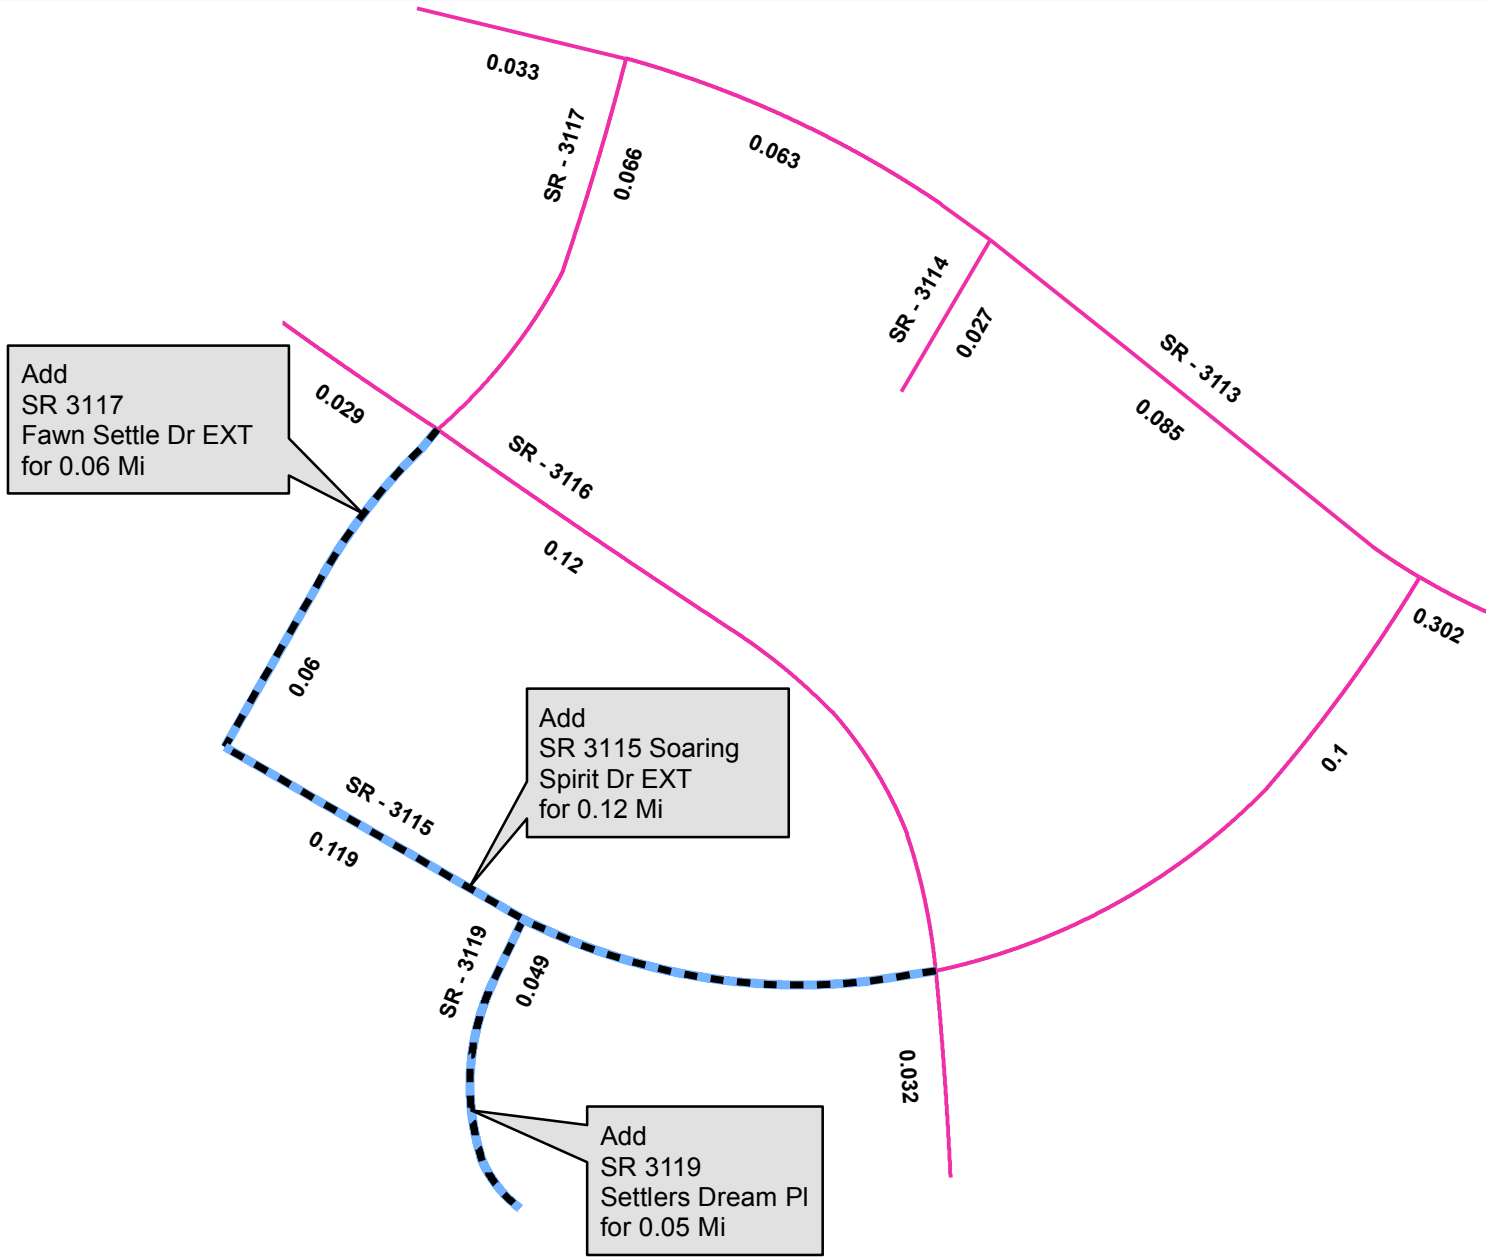 0.033
SR - 3117
0.066
0.063
SR - 3114
0.027
SR - 3113
0.085
Add
SR 3117
Fawn Settle Dr EXT
for 0.06 Mi
0.029
SR - 3116
0.12
0.302
0.06
Add
SR 3115 Soaring
Spirit Dr EXT
for 0.12 Mi
0.1
SR - 3115
0.119
SR - 3119
0.049
0.032
Add
SR 3119
Settlers Dream Pl
for 0.05 Mi